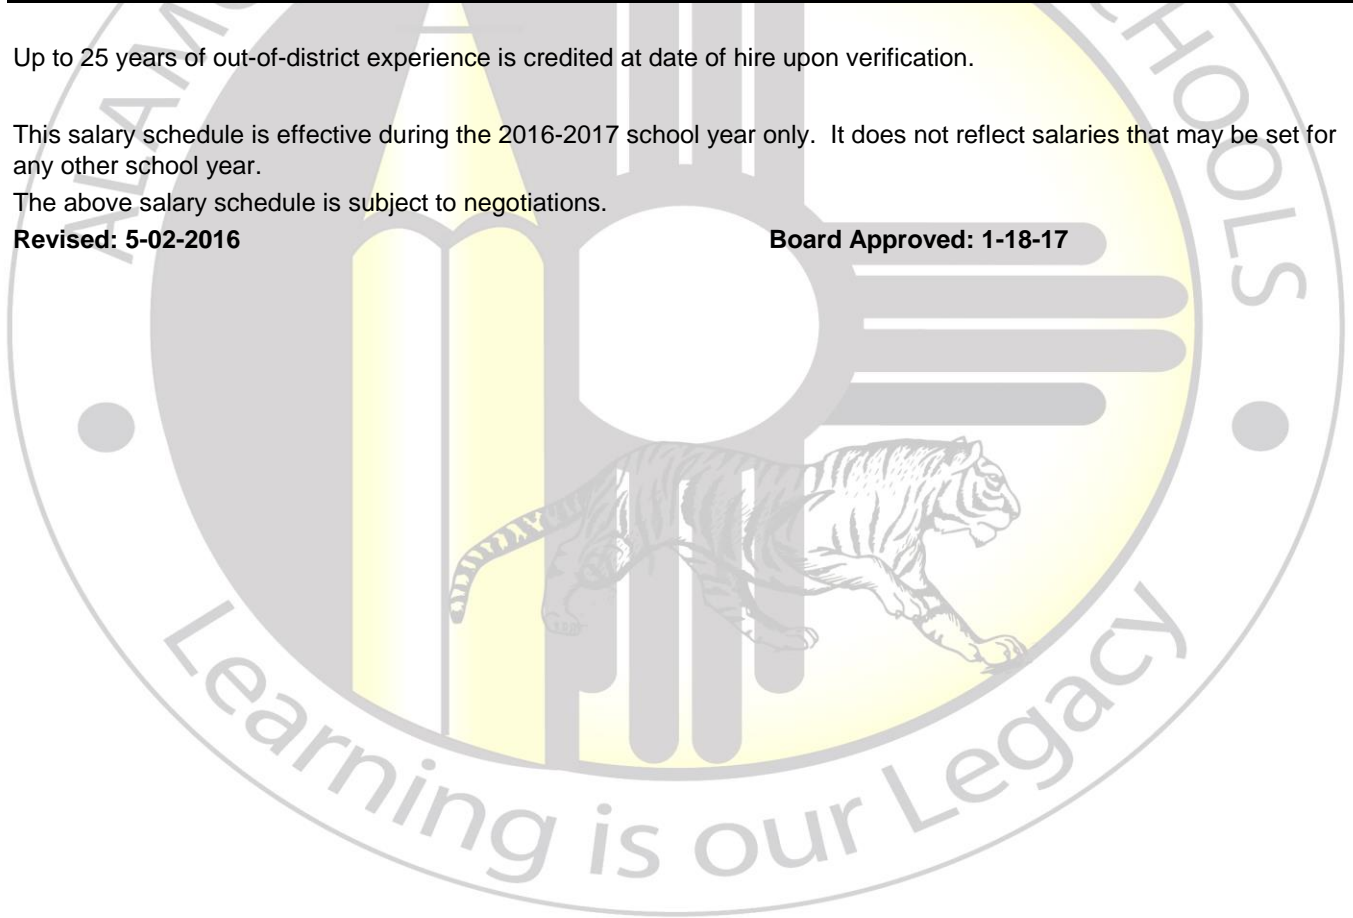 Up to 25 years of out-of-district experience is credited at date of hire upon verification.
This salary schedule is effective during the 2016-2017 school year only.  It does not reflect salaries that may be set for
any other school year.
The above salary schedule is subject to negotiations.
Revised: 5-02-2016 Board Approved: 1-18-17
Learning is our Legacy